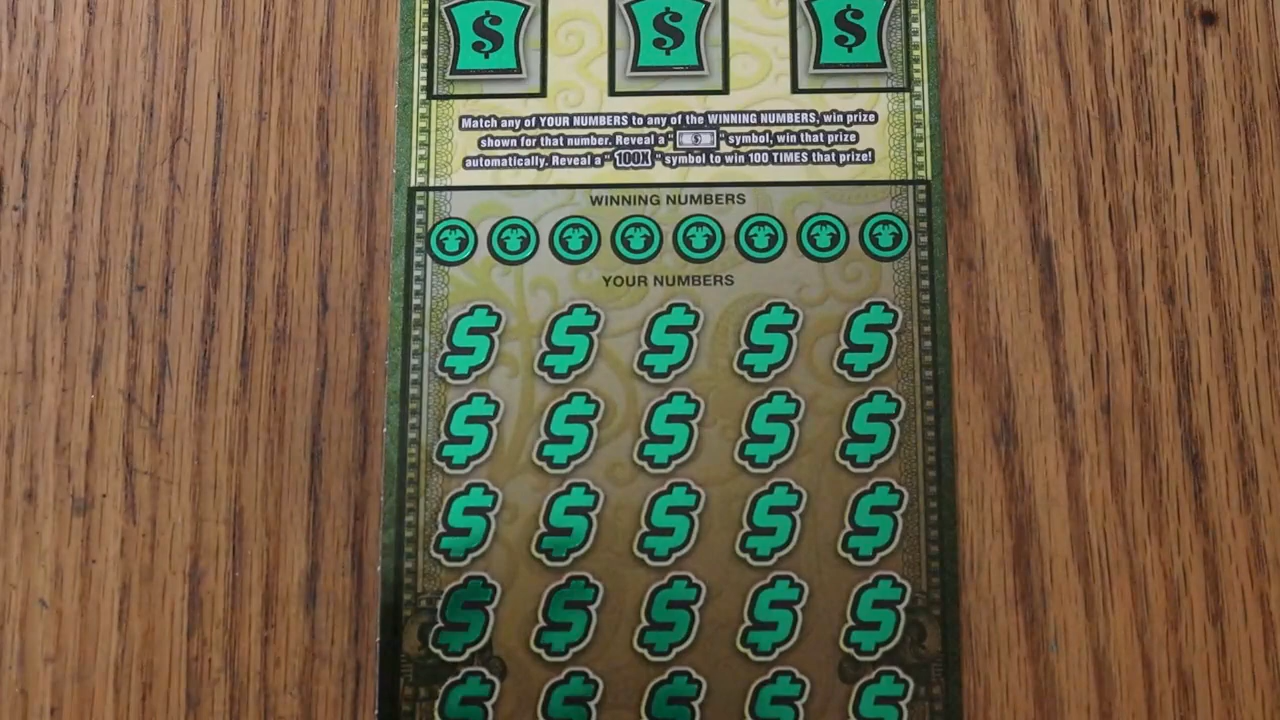 $ $ $
Match any of YOUR NUMBERS to any of the WINNING NUMBERS, win prize
shown for that number. Reveal a " " symbol, win that prize
automatically. Reveal a " 100X " symbol to win 100 TIMES that prize!
WINNING NUMBERS
YOUR NUMBERS
$ $ $ $ $
$ $ $ $ $
$ $ $ $ $
$ $ $ $ $
$ $ $ $ $